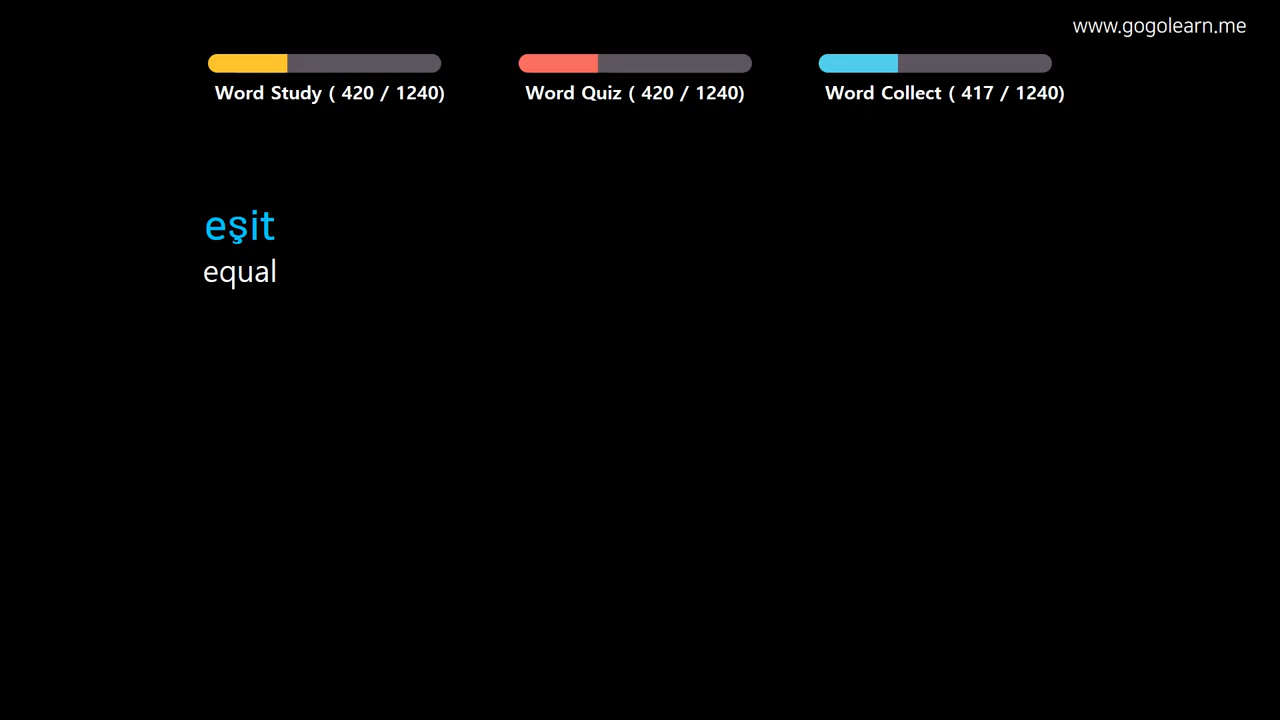 www.gogolearn.me
Word Study ( 420 / 1240)
Word Quiz ( 420 / 1240)
Word Collect ( 417 / 1240)
eşit
equal